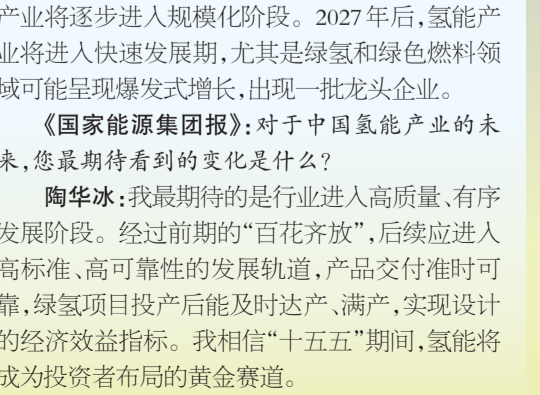 产业将逐步进入规模化阶段。2027年后,氢能产
业将进入快速发展期,尤其是绿氢和绿色燃料领
域可能呈现爆发式增长,出现一批龙头企业。
《国家能源集团报》:对于中国氢能产业的未
来,您最期待看到的变化是什么?
陶华冰:我最期待的是行业进入高质量、有序
发展阶段。经过前期的“百花齐放”,后续应进入
高标准、高可靠性的发展轨道,产品交付准时可
靠,绿氢项目投产后能及时达产、满产,实现设计
的经济效益指标。我相信“十五五”期间,氢能将
成为投资者布局的黄金赛道。